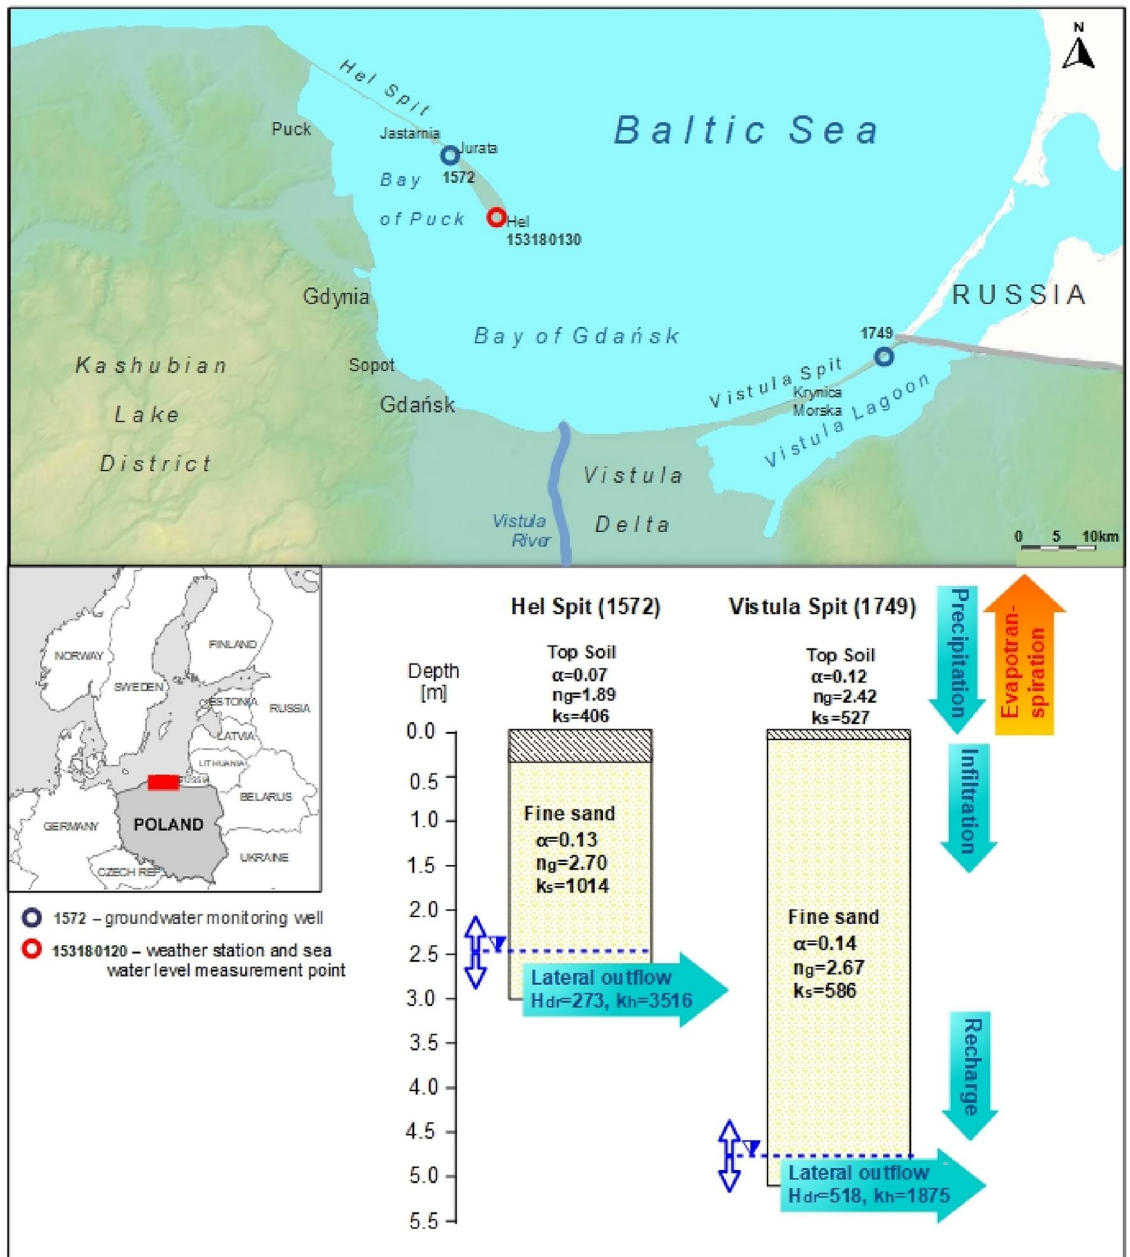 N
Hel Spit
Baltic Sea
Puck
Jastarnia
Jurata
1572
Bay
of Puck
Hel
153180130
Gdynia
RUSSIA
Bay of Gdańsk
1749
Kashubian
Lake
District
Sopot
Gdańsk
Vistula Spit
Krynica
Morska
Vistula Lagoon
Vistula
Delta
Vistula
River
0 5 10km
NORWAY
FINLAND
SWEDEN
ESTONIA
RUSSIA
LATVIA
LITHUANIA
RUSSIA
BELARUS
GERMANY
POLAND
UKRAINE
CZECH REP.
1572 – groundwater monitoring well
153180120 – weather station and sea
water level measurement point
Hel Spit (1572)
Vistula Spit (1749)
Depth
[m]
Top Soil
α=0.07
ng=1.89
ks=406
Top Soil
α=0.12
ng=2.42
ks=527
0.0
0.5
1.0
1.5
2.0
2.5
3.0
3.5
4.0
4.5
5.0
5.5
Fine sand
α=0.13
ng=2.70
ks=1014
Lateral outflow
Hdr=273, kh=3516
Fine sand
α=0.14
ng=2.67
ks=586
Lateral outflow
Hdr=518, kh=1875
Precipitation
Evapotran-
spiration
Infiltration
Recharge